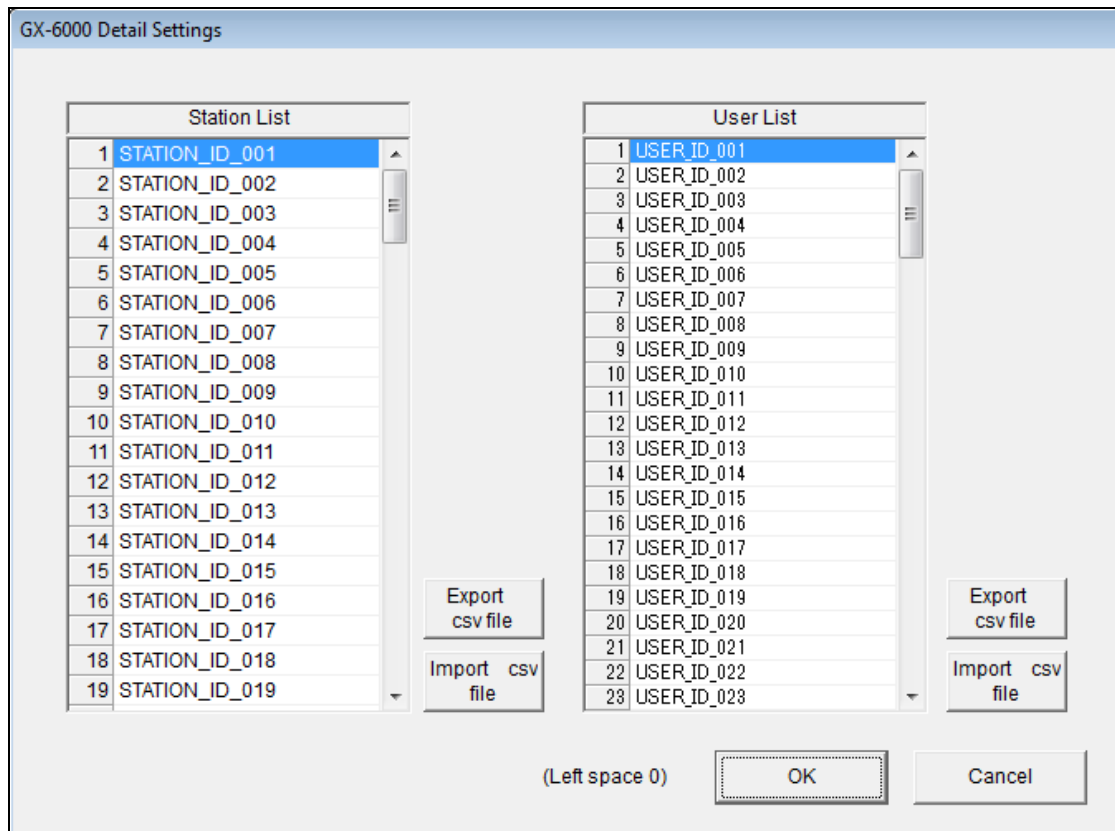 GX-6000 Detail Settings
Station List
1 STATION_ID_001
2 STATION_ID_002
3 STATION_ID_003
4 STATION_ID_004
5 STATION_ID_005
6 STATION_ID_006
7 STATION_ID_007
8 STATION_ID_008
9 STATION_ID_009
10 STATION_ID_010
11 STATION_ID_011
12 STATION_ID_012
13 STATION_ID_013
14 STATION_ID_014
15 STATION_ID_015
16 STATION_ID_016
17 STATION_ID_017
18 STATION_ID_018
19 STATION_ID_019
Export
csv file
Import csv
file
User List
1 USER_ID_001
2 USER_ID_002
3 USER_ID_003
4 USER_ID_004
5 USER_ID_005
6 USER_ID_006
7 USER_ID_007
8 USER_ID_008
9 USER_ID_009
10 USER_ID_010
11 USER_ID_011
12 USER_ID_012
13 USER_ID_013
14 USER_ID_014
15 USER_ID_015
16 USER_ID_016
17 USER_ID_017
18 USER_ID_018
19 USER_ID_019
20 USER_ID_020
21 USER_ID_021
22 USER_ID_022
23 USER_ID_023
Export
csv file
Import csv
file
(Left space 0)
OK
Cancel